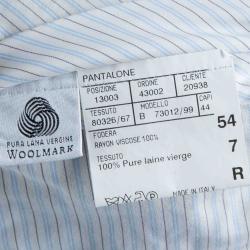 PURA LANA VERGINE
WOOLMARK
PANTALONE
POSIZIONE ORDINE CLIENTE
13003 43002 20938
TESSUTO MODELLO CAPI
80326/67 B 73012/99 44
FODERA
RAYON VISCOSE 100%
TESSUTO
100% Pure laine vierge
54
7
R
MADE IN ITALY